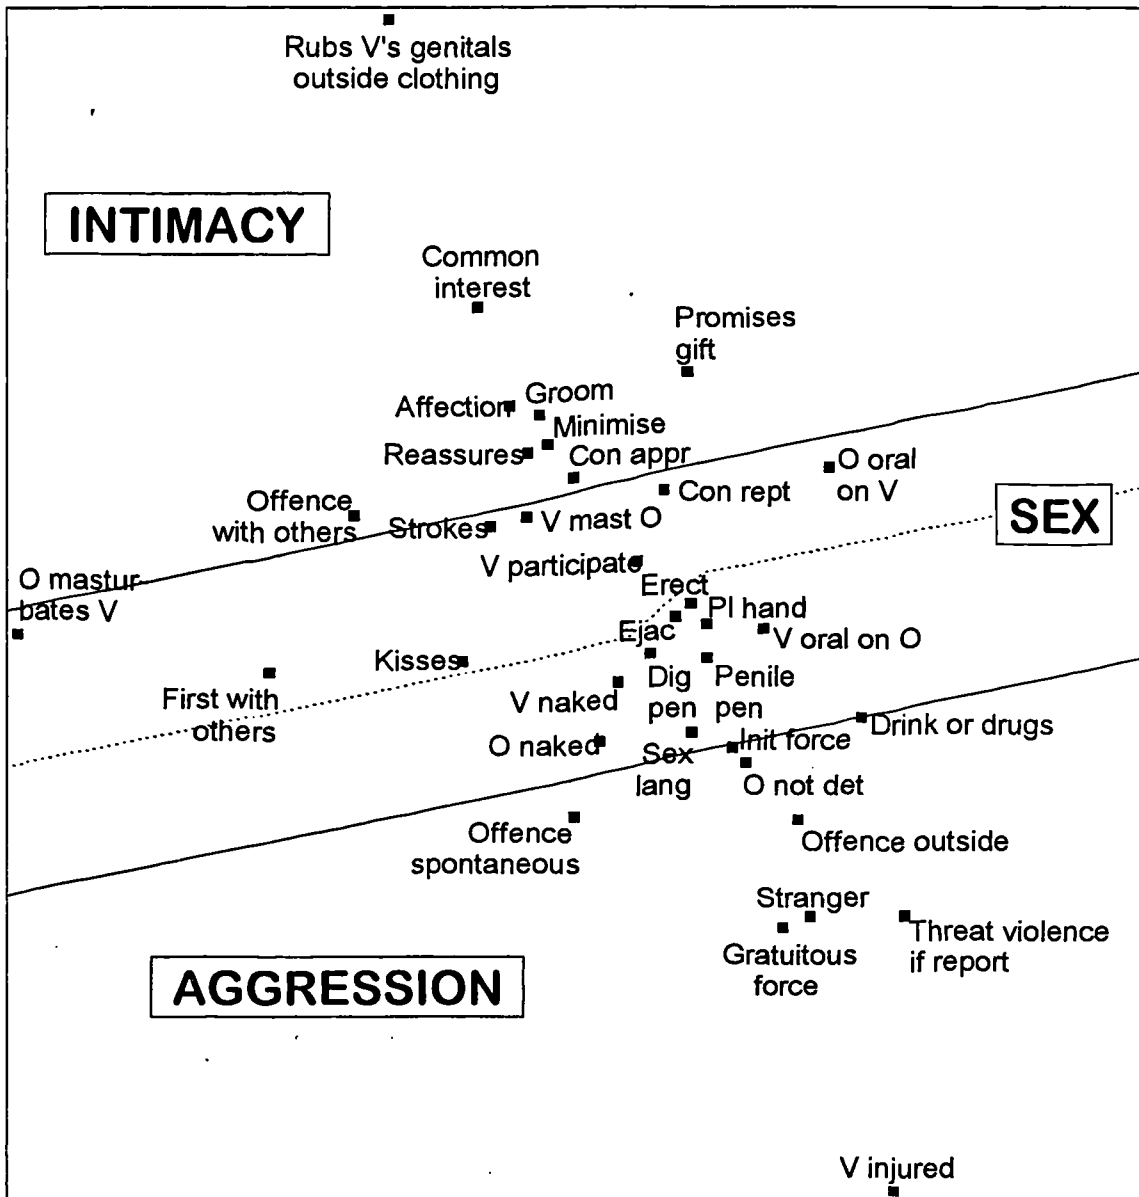 Rubs V's genitals
outside clothing
INTIMACY
Common
interest
Promises
gift
Affection
Groom
Minimise
Reassures
Con appr
O oral
on V
Con rept
Offence
with others
Strokes
V mast O
SEX
V participate
O mastur-
bates V
Erect
Pl hand
Ejac
V oral on O
Kisses
First with
others
V naked
Dig
pen
Penile
pen
O naked
Sex
lang
Init force
Drink or drugs
O not det
Offence
spontaneous
Offence outside
Stranger
Gratuitous
force
Threat violence
if report
AGGRESSION
V injured